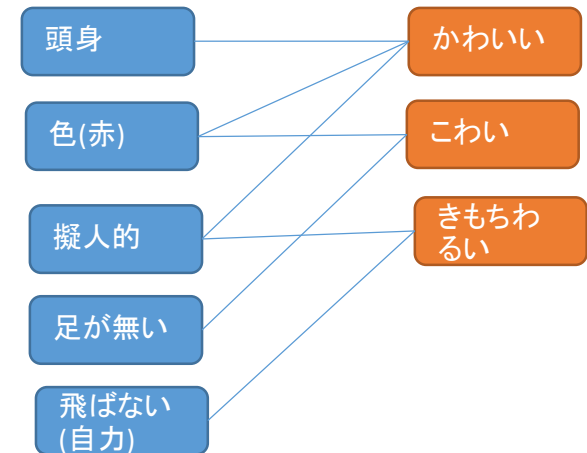 頭身
かわいい
色(赤)
こわい
擬人的
きもちわ
るい
足が無い
飛ばない
(自力)